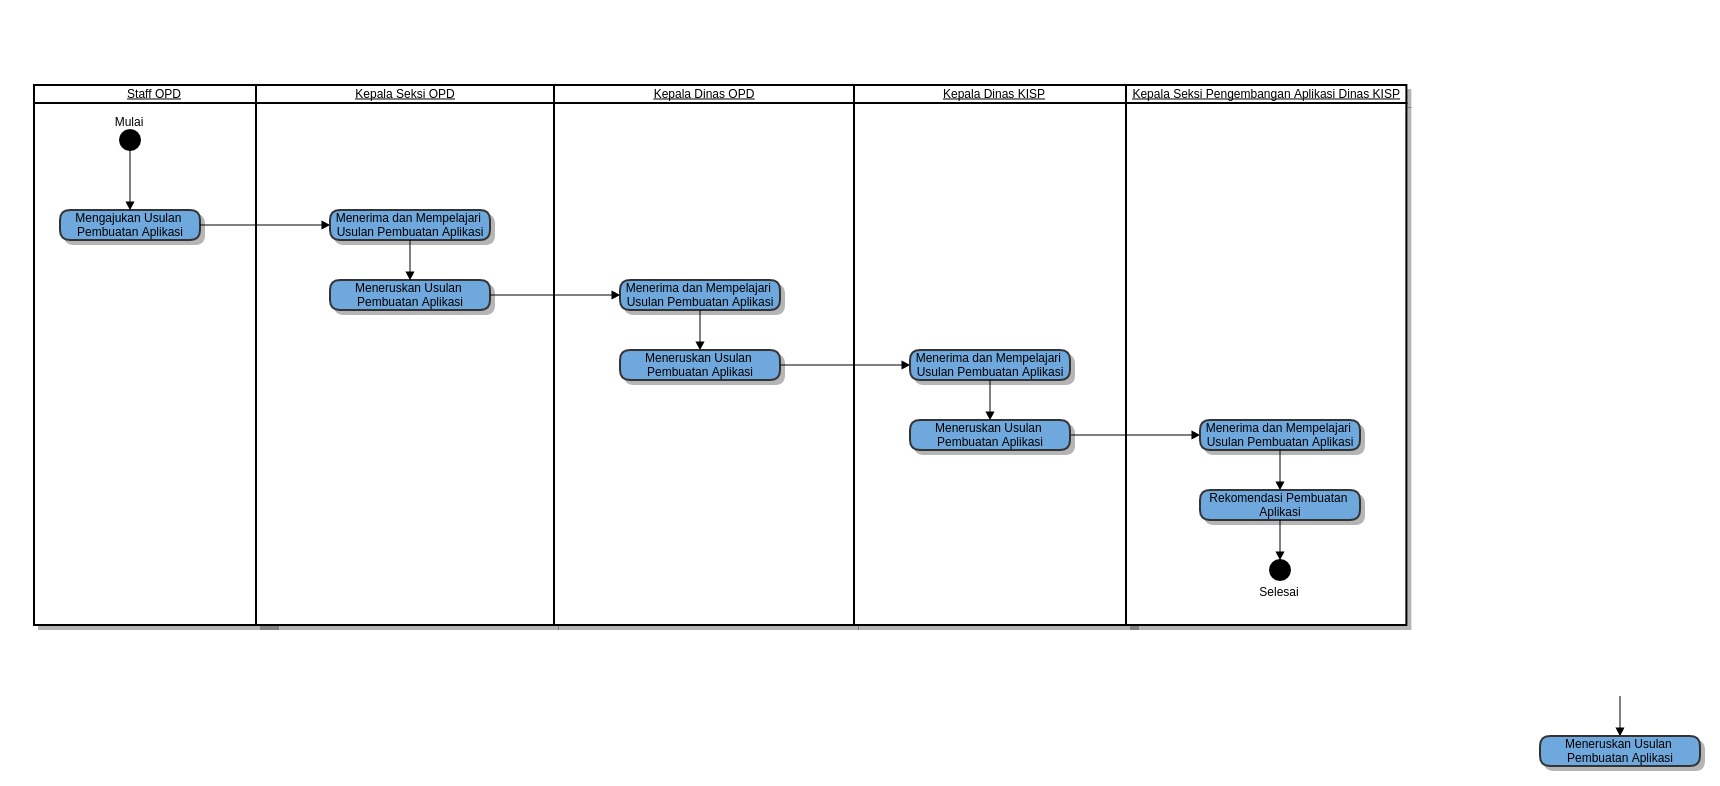 Staff OPD
Kepala Seksi OPD
Kepala Dinas OPD
Kepala Dinas KISP
Kepala Seksi Pengembangan Aplikasi Dinas KISP
Mulai
Mengajukan Usulan
Pembuatan Aplikasi
Menerima dan Mempelajari
Usulan Pembuatan Aplikasi
Meneruskan Usulan
Pembuatan Aplikasi
Menerima dan Mempelajari
Usulan Pembuatan Aplikasi
Meneruskan Usulan
Pembuatan Aplikasi
Menerima dan Mempelajari
Usulan Pembuatan Aplikasi
Meneruskan Usulan
Pembuatan Aplikasi
Menerima dan Mempelajari
Usulan Pembuatan Aplikasi
Rekomendasi Pembuatan
Aplikasi
Selesai
Meneruskan Usulan
Pembuatan Aplikasi